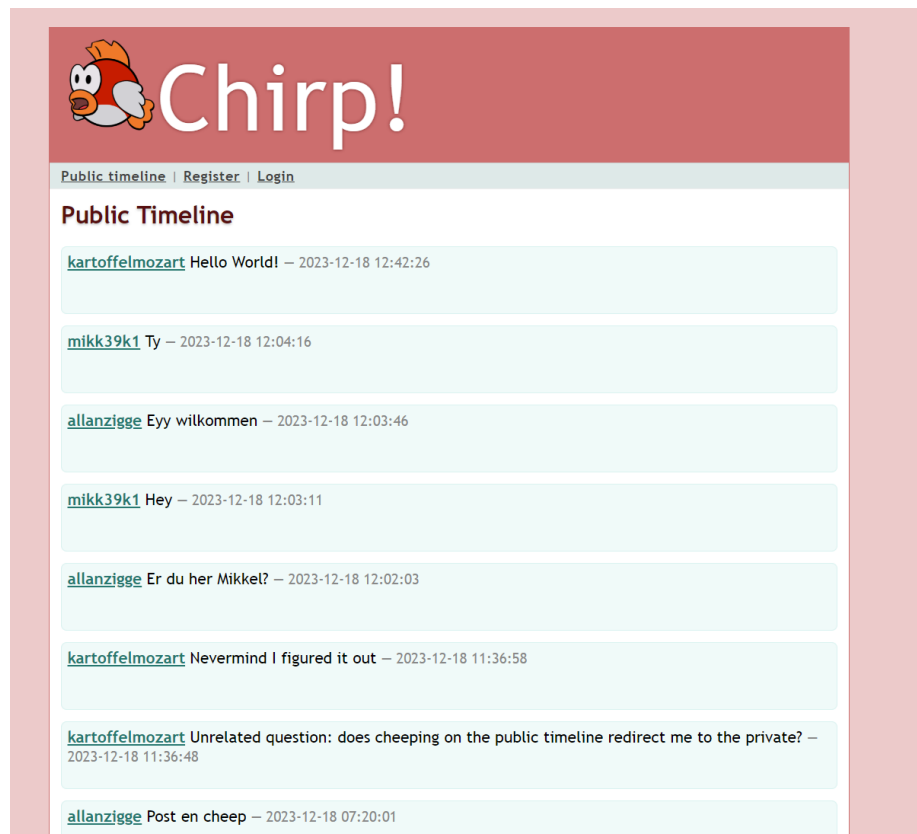 Chirp!
Public timeline | Register | Login
Public Timeline
kartoffelmozart Hello World! — 2023-12-18 12:42:26
mikk39k1 Ty — 2023-12-18 12:04:16
allanzigge Eyy wilkommen — 2023-12-18 12:03:46
mikk39k1 Hey — 2023-12-18 12:03:11
allanzigge Er du her Mikkel? — 2023-12-18 12:02:03
kartoffelmozart Nevermind I figured it out — 2023-12-18 11:36:58
kartoffelmozart Unrelated question: does cheeping on the public timeline redirect me to the private? —
2023-12-18 11:36:48
allanzigge Post en cheep — 2023-12-18 07:20:01